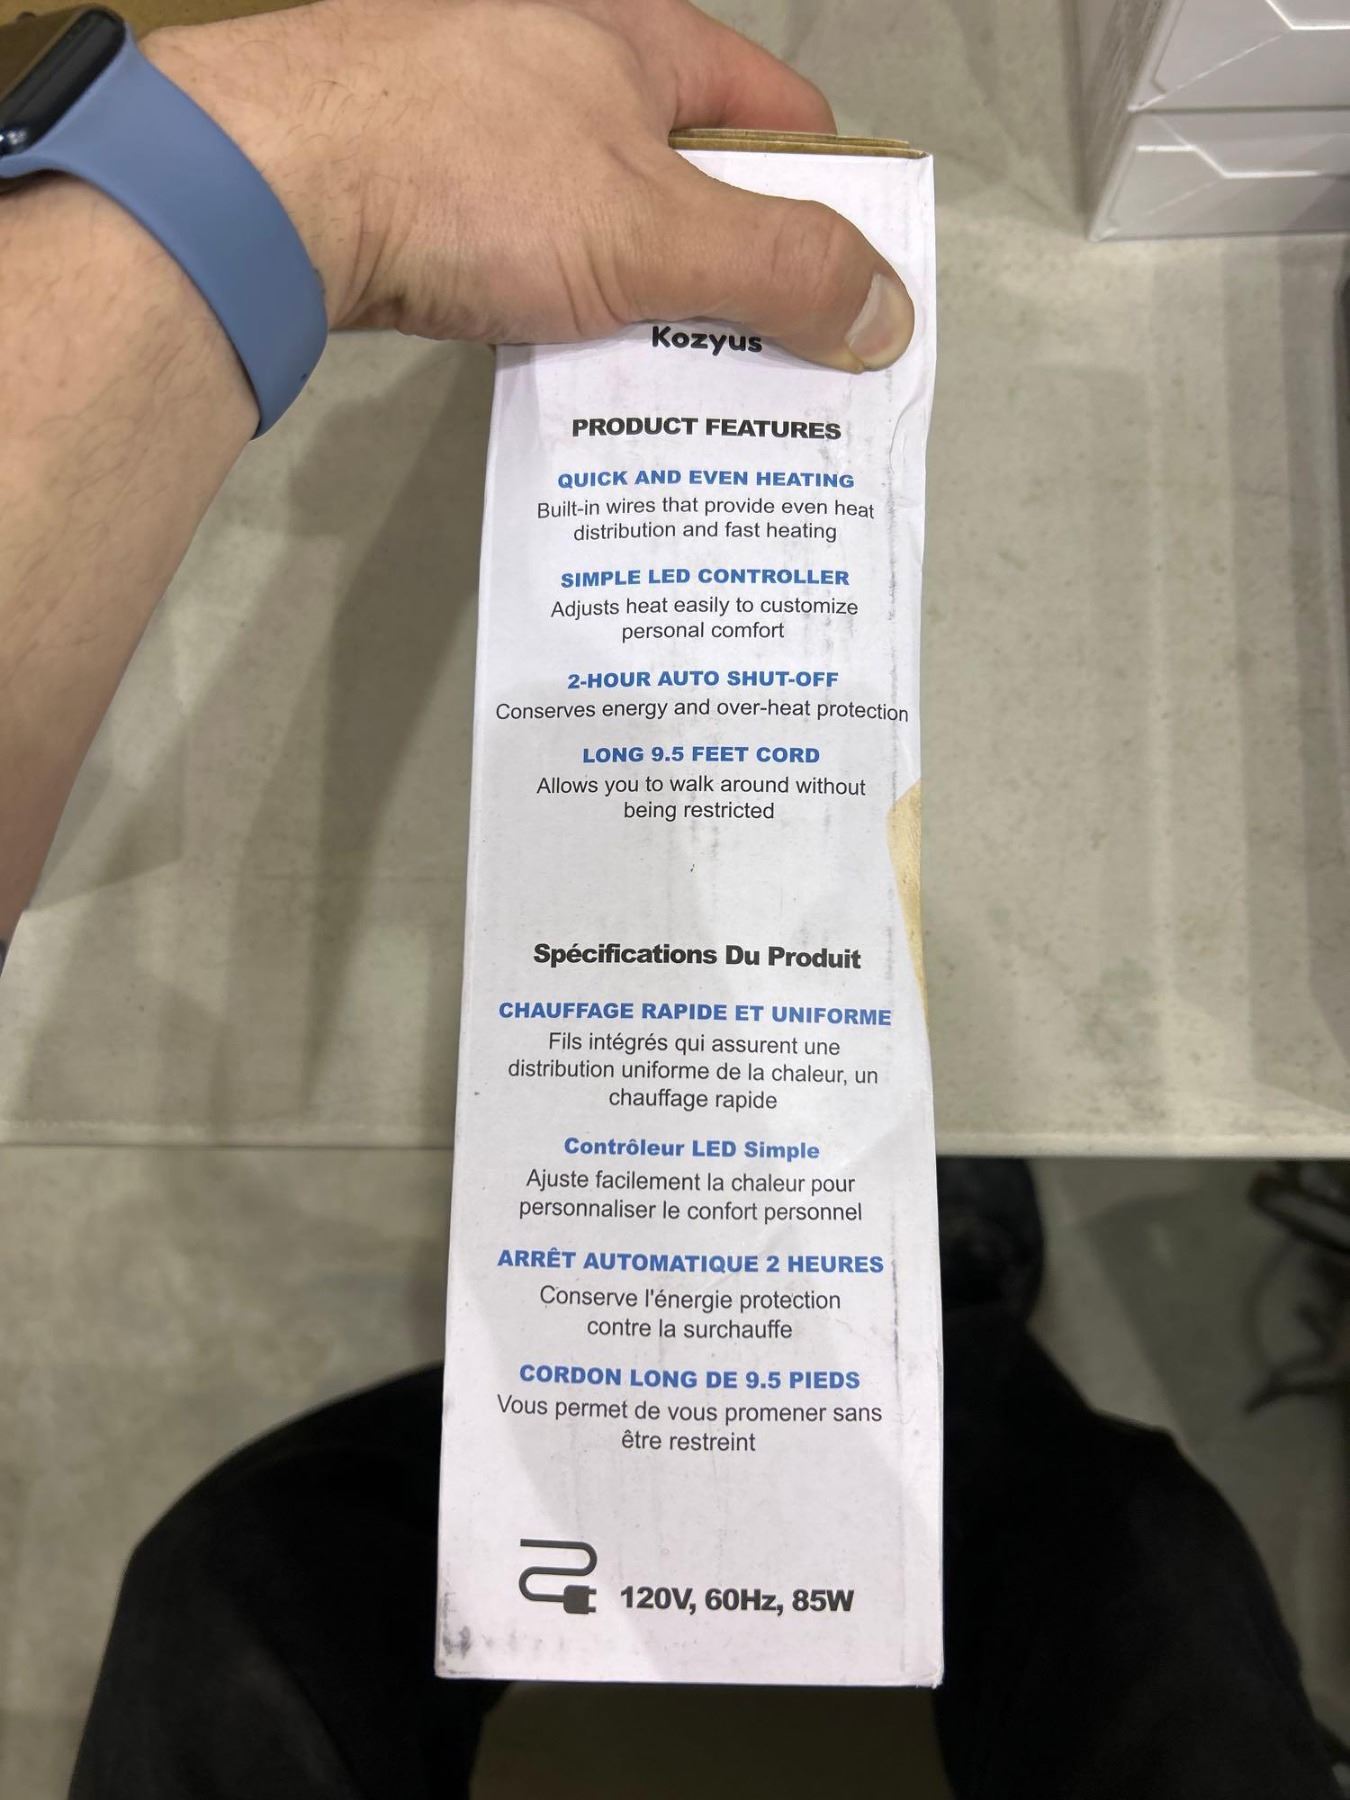 Kozyus
PRODUCT FEATURES
QUICK AND EVEN HEATING
Built-in wires that provide even heat
distribution and fast heating
SIMPLE LED CONTROLLER
Adjusts heat easily to customize
personal comfort
2-HOUR AUTO SHUT-OFF
Conserves energy and over-heat protection
LONG 9.5 FEET CORD
Allows you to walk around without
being restricted
Spécifications Du Produit
CHAUFFAGE RAPIDE ET UNIFORME
Fils intégrés qui assurent une
distribution uniforme de la chaleur, un
chauffage rapide
Contrôleur LED Simple
Ajuste facilement la chaleur pour
personnaliser le confort personnel
ARRÊT AUTOMATIQUE 2 HEURES
Conserve l'énergie protection
contre la surchauffe
CORDON LONG DE 9.5 PIEDS
Vous permet de vous promener sans
être restreint
120V, 60Hz, 85W